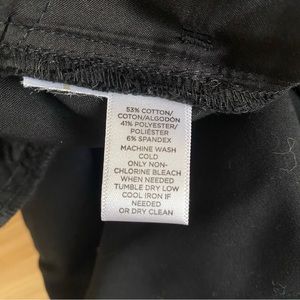 53% COTTON/
COTON/ALGODÓN
41% POLYESTER/
POLIÉSTER
6% SPANDEX
MACHINE WASH
COLD
ONLY NON-
CHLORINE BLEACH
WHEN NEEDED
TUMBLE DRY LOW
COOL IRON IF
NEEDED
OR DRY CLEAN